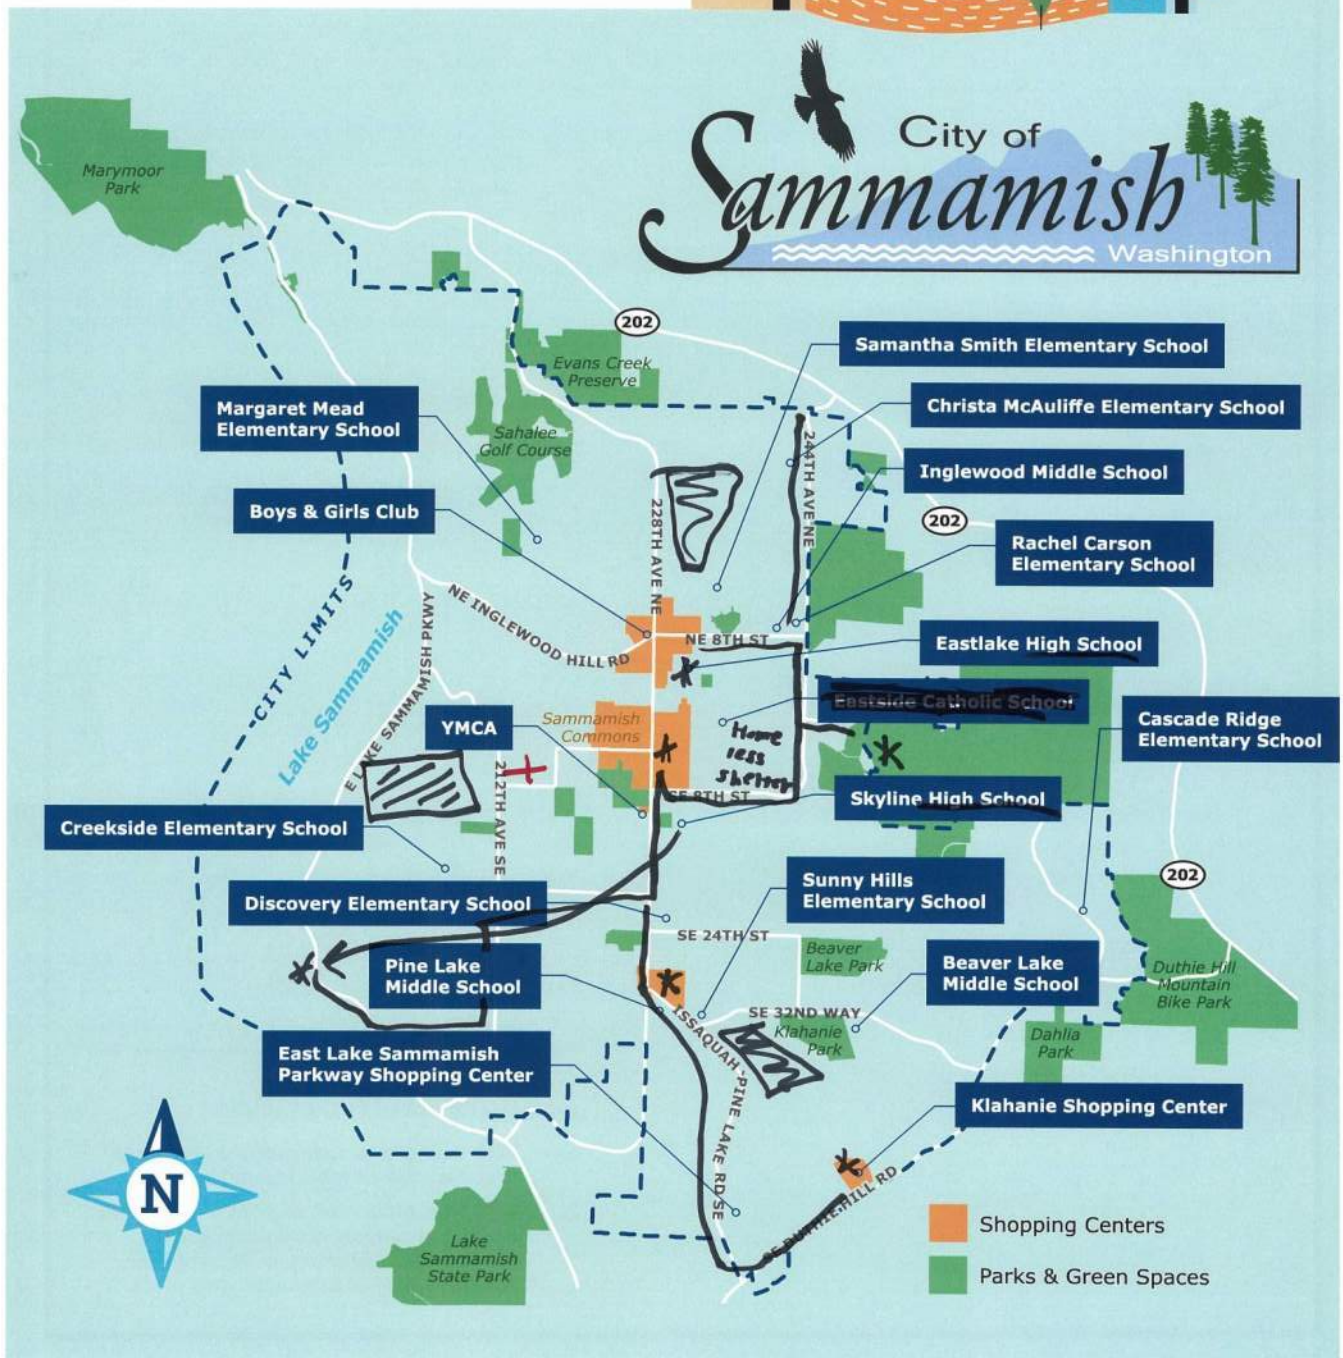 City of
Sammamish
Washington
Marymoor
Park
202
Samantha Smith Elementary School
Evans Creek
Preserve
Christa McAuliffe Elementary School
Margaret Mead
Elementary School
Sahalee
Golf Course
244TH AVE NE
Inglewood Middle School
Boys & Girls Club
228TH AVE NE
202
Rachel Carson
Elementary School
CITY LIMITS
Lake Sammamish
E LAKE SAMMAMISH PKWY
NE INGLEWOOD HILL RD
NE 8TH ST
Eastlake High School
Eastside Catholic School
Cascade Ridge
Elementary School
YMCA
Sammamish
Commons
Home
less
shelter
212TH AVE SE
SE 8TH ST
Skyline High School
Creekside Elementary School
202
Sunny Hills
Elementary School
Discovery Elementary School
SE 24TH ST
Beaver
Lake Park
Beaver Lake
Middle School
Duthie Hill
Mountain
Bike Park
Pine Lake
Middle School
SE 32ND WAY
Klahanie
Park
Dahlia
Park
ISSAQUAH-PINE LAKE RD SE
East Lake Sammamish
Parkway Shopping Center
Klahanie Shopping Center
SE DUTHIE HILL RD
N
Lake
Sammamish
State Park
Shopping Centers
Parks & Green Spaces